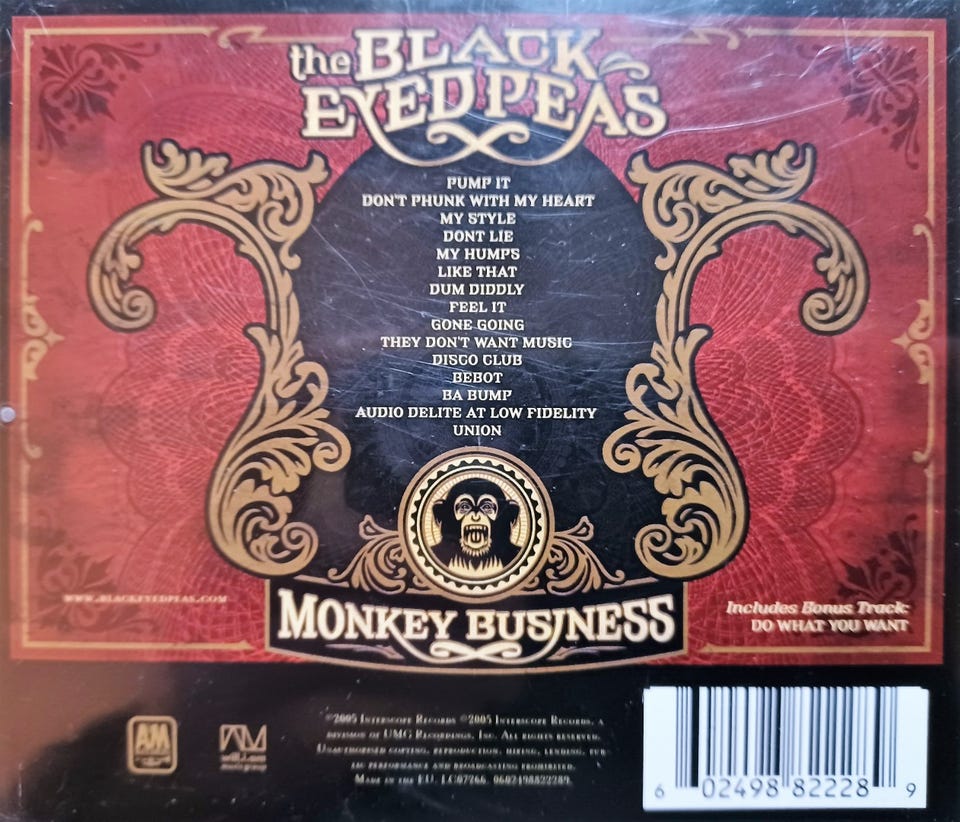 the BLACK
EYED PEAS
PUMP IT
DON'T PHUNK WITH MY HEART
MY STYLE
DONT LIE
MY HUMPS
LIKE THAT
DUM DIDDLY
FEEL IT
GONE GOING
THEY DON'T WANT MUSIC
DISCO CLUB
BEBOT
BA BUMP
AUDIO DELITE AT LOW FIDELITY
UNION
MONKEY BUSINESS
WWW.BLACKEYEDPEAS.COM
Includes Bonus Track:
DO WHAT YOU WANT
A&M
will.i.am
music group
℗2005 Interscope Records ©2005 Interscope Records, a
division of UMG Recordings, Inc. All rights reserved.
Unauthorised copying, reproduction, hiring, lending, pub-
lic performance and broadcasting prohibited.
Made in the EU. LC07266. 0602498822289.
6 02498 82228 9